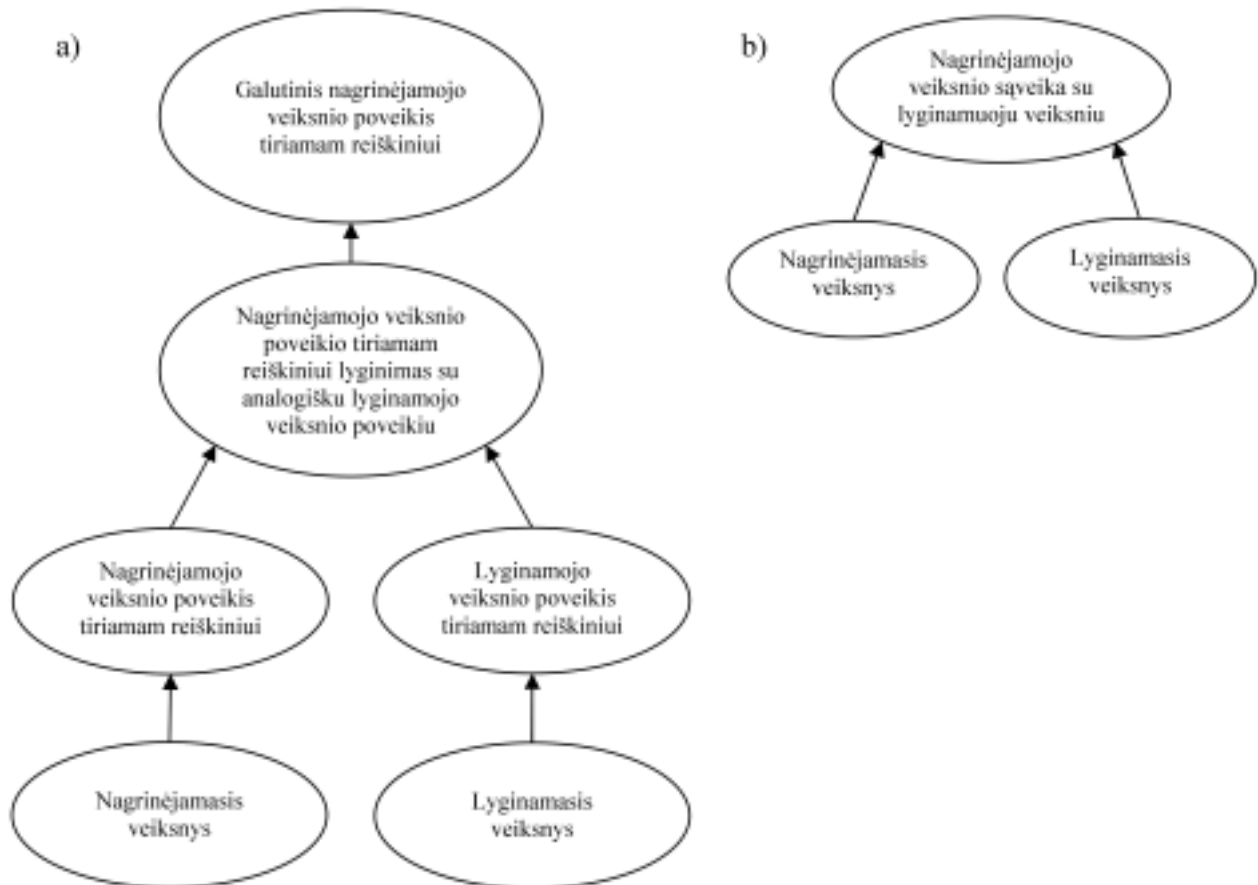 a)
Galutinis nagrinėjamojo
veiksnio poveikis
tiriamam reiškiniui
Nagrinėjamojo veiksnio
poveikio tiriamam
reiškiniui lyginimas su
analogišku lyginamojo
veiksnio poveikiu
Nagrinėjamojo
veiksnio poveikis
tiriamam reiškiniui
Lyginamojo
veiksnio poveikis
tiriamam reiškiniui
Nagrinėjamasis
veiksnys
Lyginamasis
veiksnys
b)
Nagrinėjamojo
veiksnio sąveika su
lyginamuoju veiksniu
Nagrinėjamasis
veiksnys
Lyginamasis
veiksnys